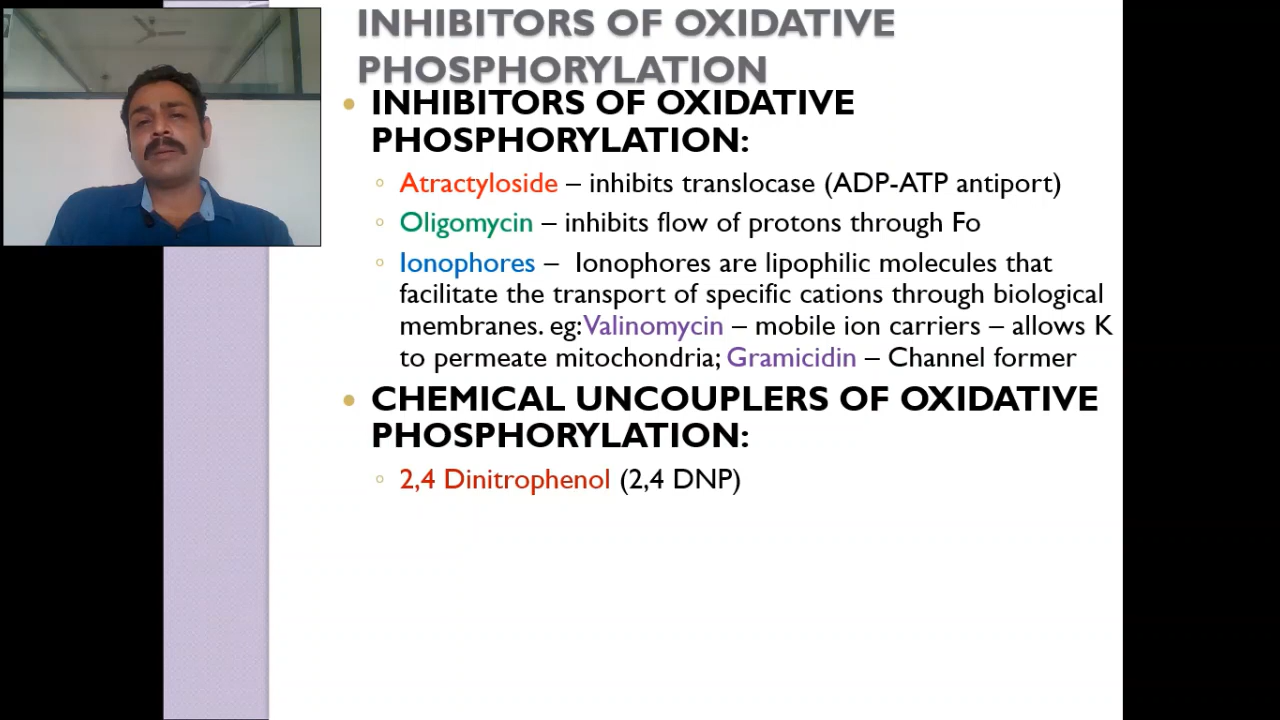 INHIBITORS OF OXIDATIVE
PHOSPHORYLATION
INHIBITORS OF OXIDATIVE
PHOSPHORYLATION:
Atractyloside – inhibits translocase (ADP-ATP antiport)
Oligomycin – inhibits flow of protons through Fo
Ionophores – Ionophores are lipophilic molecules that
facilitate the transport of specific cations through biological
membranes. eg:Valinomycin – mobile ion carriers – allows K
to permeate mitochondria; Gramicidin – Channel former
CHEMICAL UNCOUPLERS OF OXIDATIVE
PHOSPHORYLATION:
2,4 Dinitrophenol (2,4 DNP)